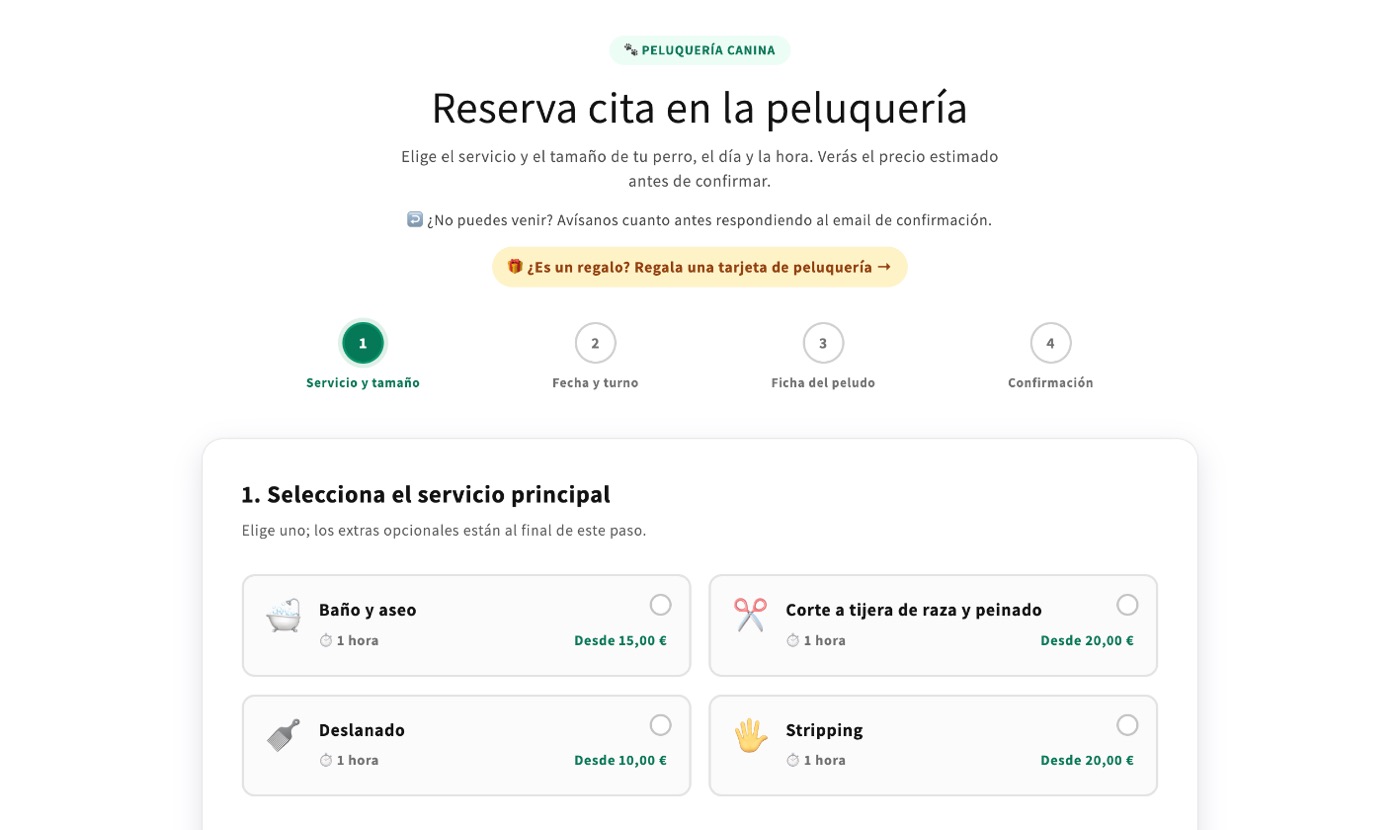 🐾 PELUQUERÍA CANINA
Reserva cita en la peluquería
Elige el servicio y el tamaño de tu perro, el día y la hora. Verás el precio estimado
antes de confirmar.
↩️ ¿No puedes venir? Avísanos cuanto antes respondiendo al email de confirmación.
🎁 ¿Es un regalo? Regala una tarjeta de peluquería →
1
2
3
4
Servicio y tamaño
Fecha y turno
Ficha del peludo
Confirmación
1. Selecciona el servicio principal
Elige uno; los extras opcionales están al final de este paso.
Baño y aseo
⏱ 1 hora
Desde 15,00 €
Corte a tijera de raza y peinado
⏱ 1 hora
Desde 20,00 €
Deslanado
⏱ 1 hora
Desde 10,00 €
Stripping
⏱ 1 hora
Desde 20,00 €